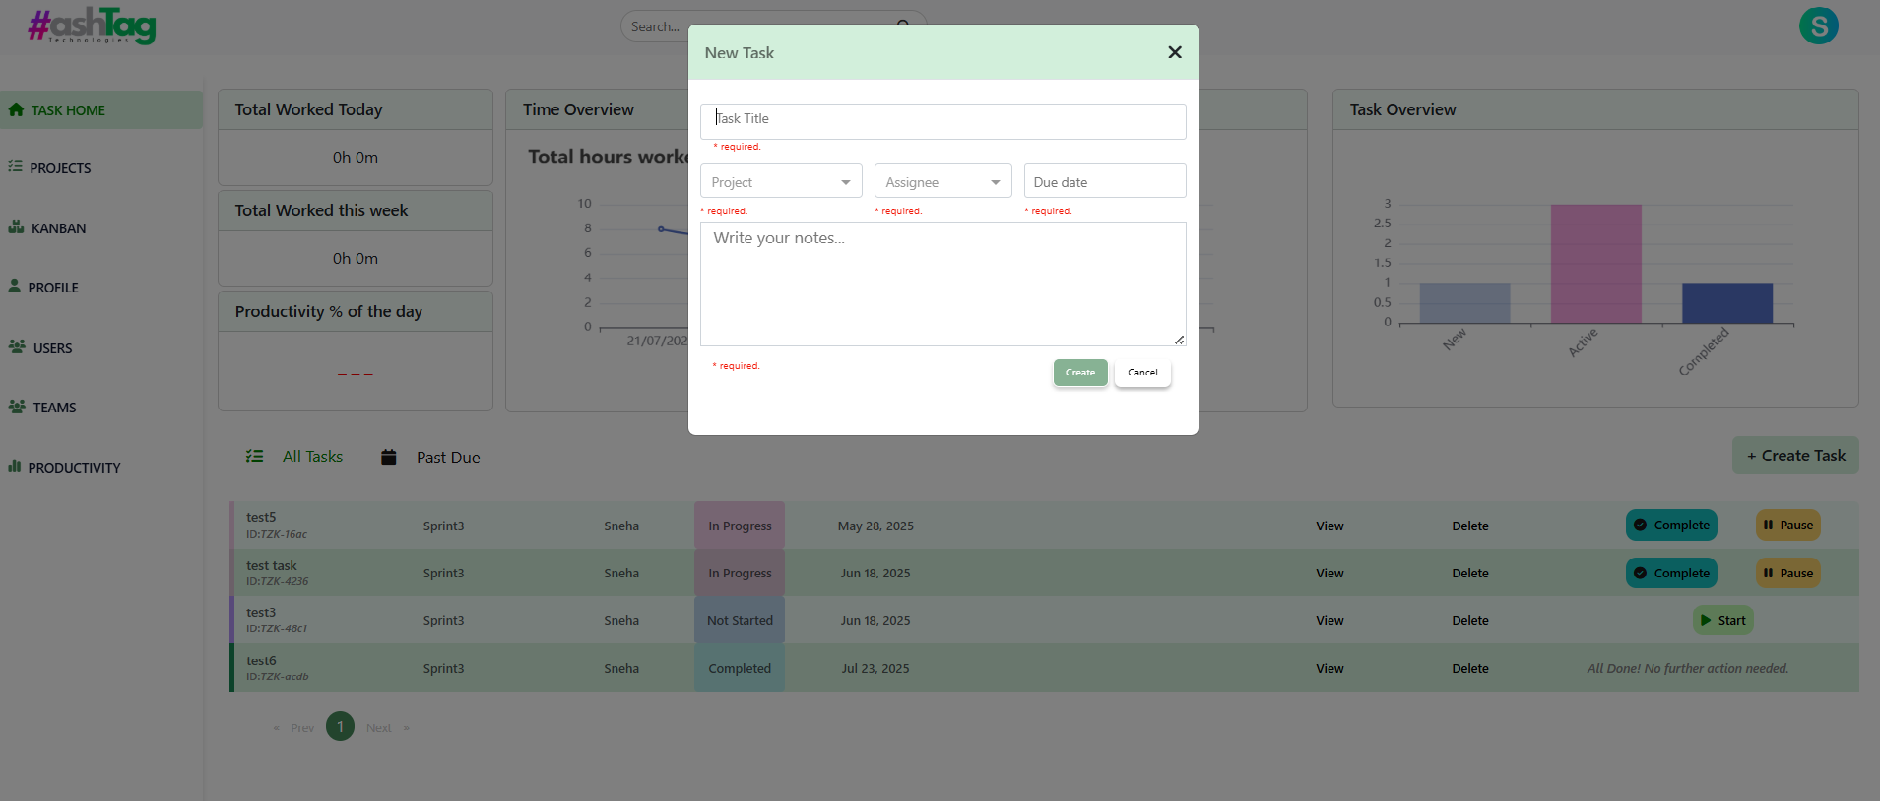 #ashTag
Technologies
Search...
S
New Task
Task Title
* required.
Project
Assignee
Due date
* required.
* required.
* required.
Write your notes...
* required.
Create
Cancel
TASK HOME
PROJECTS
KANBAN
PROFILE
USERS
TEAMS
PRODUCTIVITY
Total Worked Today
0h 0m
Total Worked this week
0h 0m
Productivity % of the day
_ _ _
Time Overview
Total hours worke
10
8
6
4
2
0
21/07/202
Task Overview
3
2.5
2
1.5
1
0.5
0
New
Active
Completed
All Tasks
Past Due
+ Create Task
test5
ID:TZK-16ac
Sprint3
Sneha
In Progress
May 28, 2025
View
Delete
Complete
Pause
test task
ID:TZK-4236
Sprint3
Sneha
In Progress
Jun 18, 2025
View
Delete
Complete
Pause
test3
ID:TZK-48c1
Sprint3
Sneha
Not Started
Jun 18, 2025
View
Delete
Start
test6
ID:TZK-acdb
Sprint3
Sneha
Completed
Jul 23, 2025
View
Delete
All Done! No further action needed.
« Prev 1 Next »